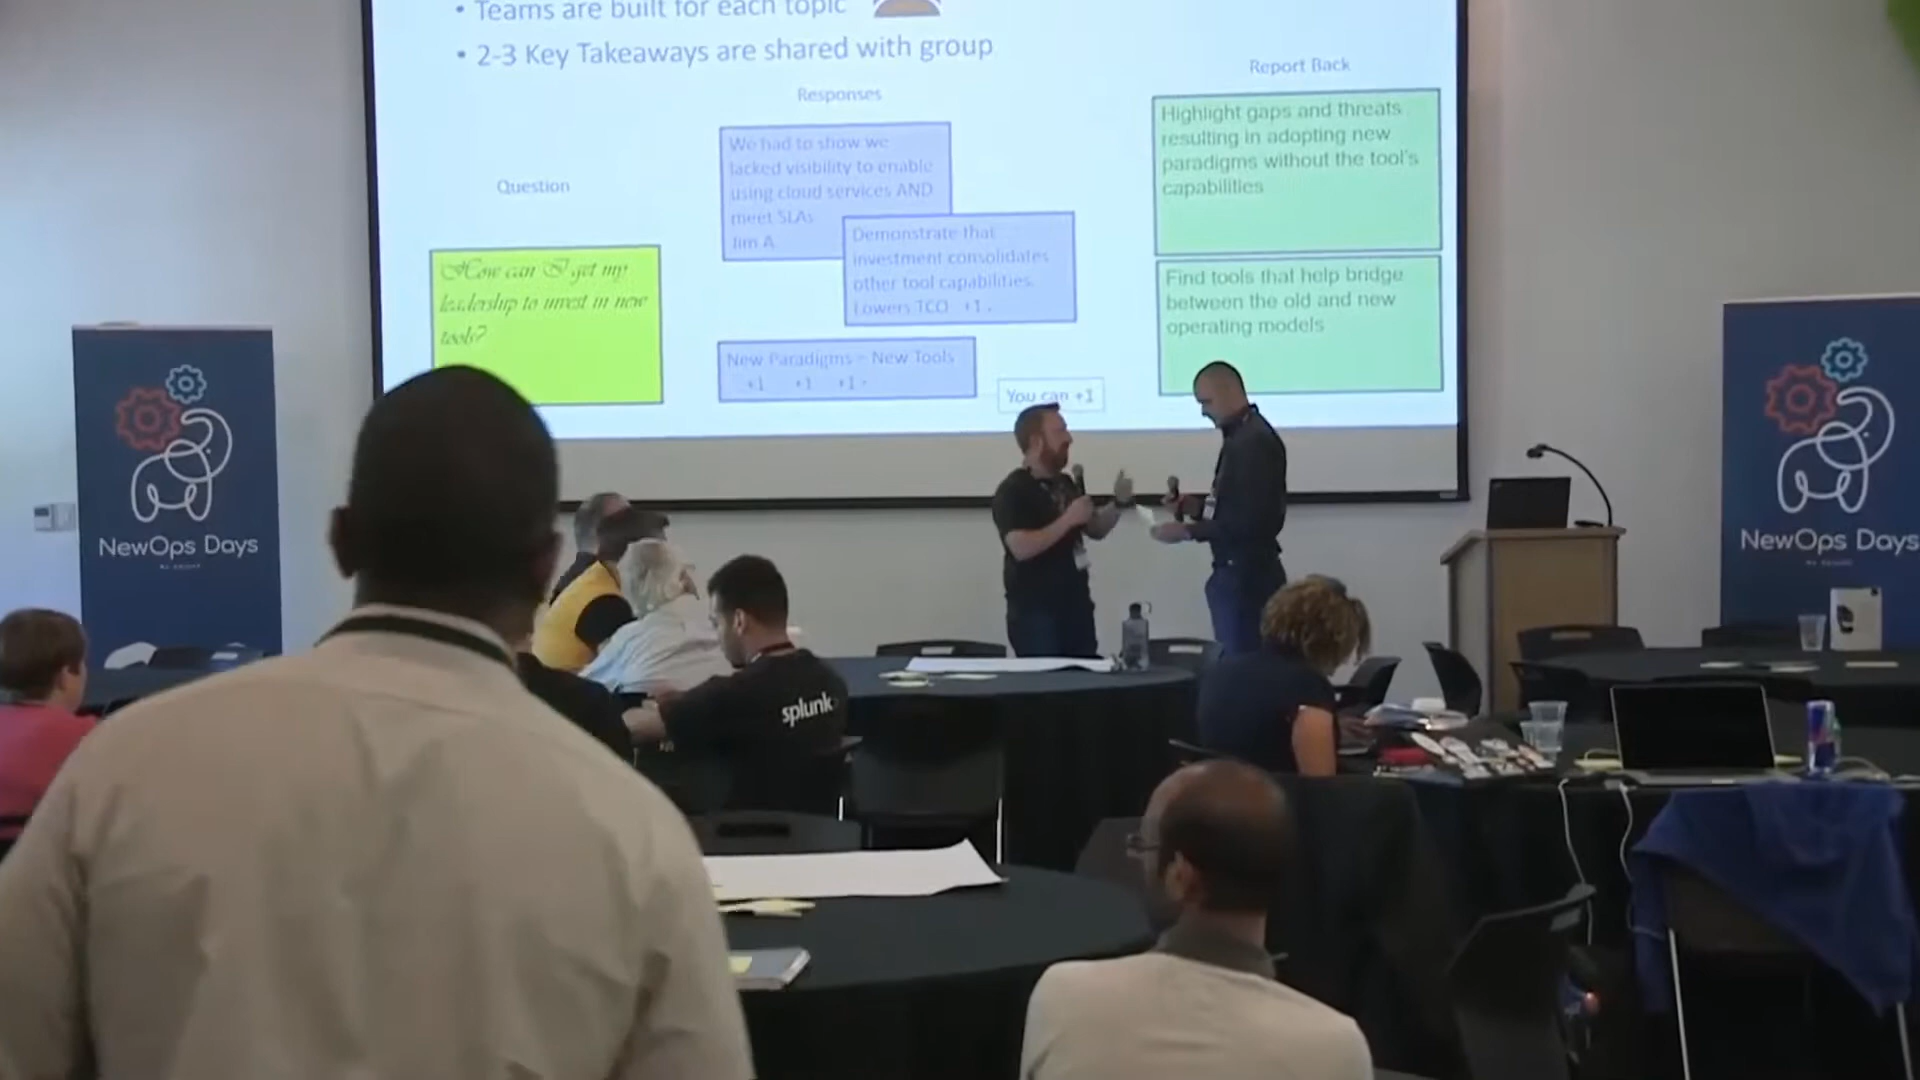 • Teams are built for each topic
• 2-3 Key Takeaways are shared with group
Question
How can I get my
leadership to invest in new
tools?
Responses
We had to show we
lacked visibility to enable
using cloud services AND
meet SLAs
Jim A
Demonstrate that
investment consolidates
other tool capabilities.
Lowers TCO +1
New Paradigms – New Tools
+1 +1 +1
You can +1
Report Back
Highlight gaps and threats
resulting in adopting new
paradigms without the tool's
capabilities
Find tools that help bridge
between the old and new
operating models
NewOps Days
NewOps Days
splunk